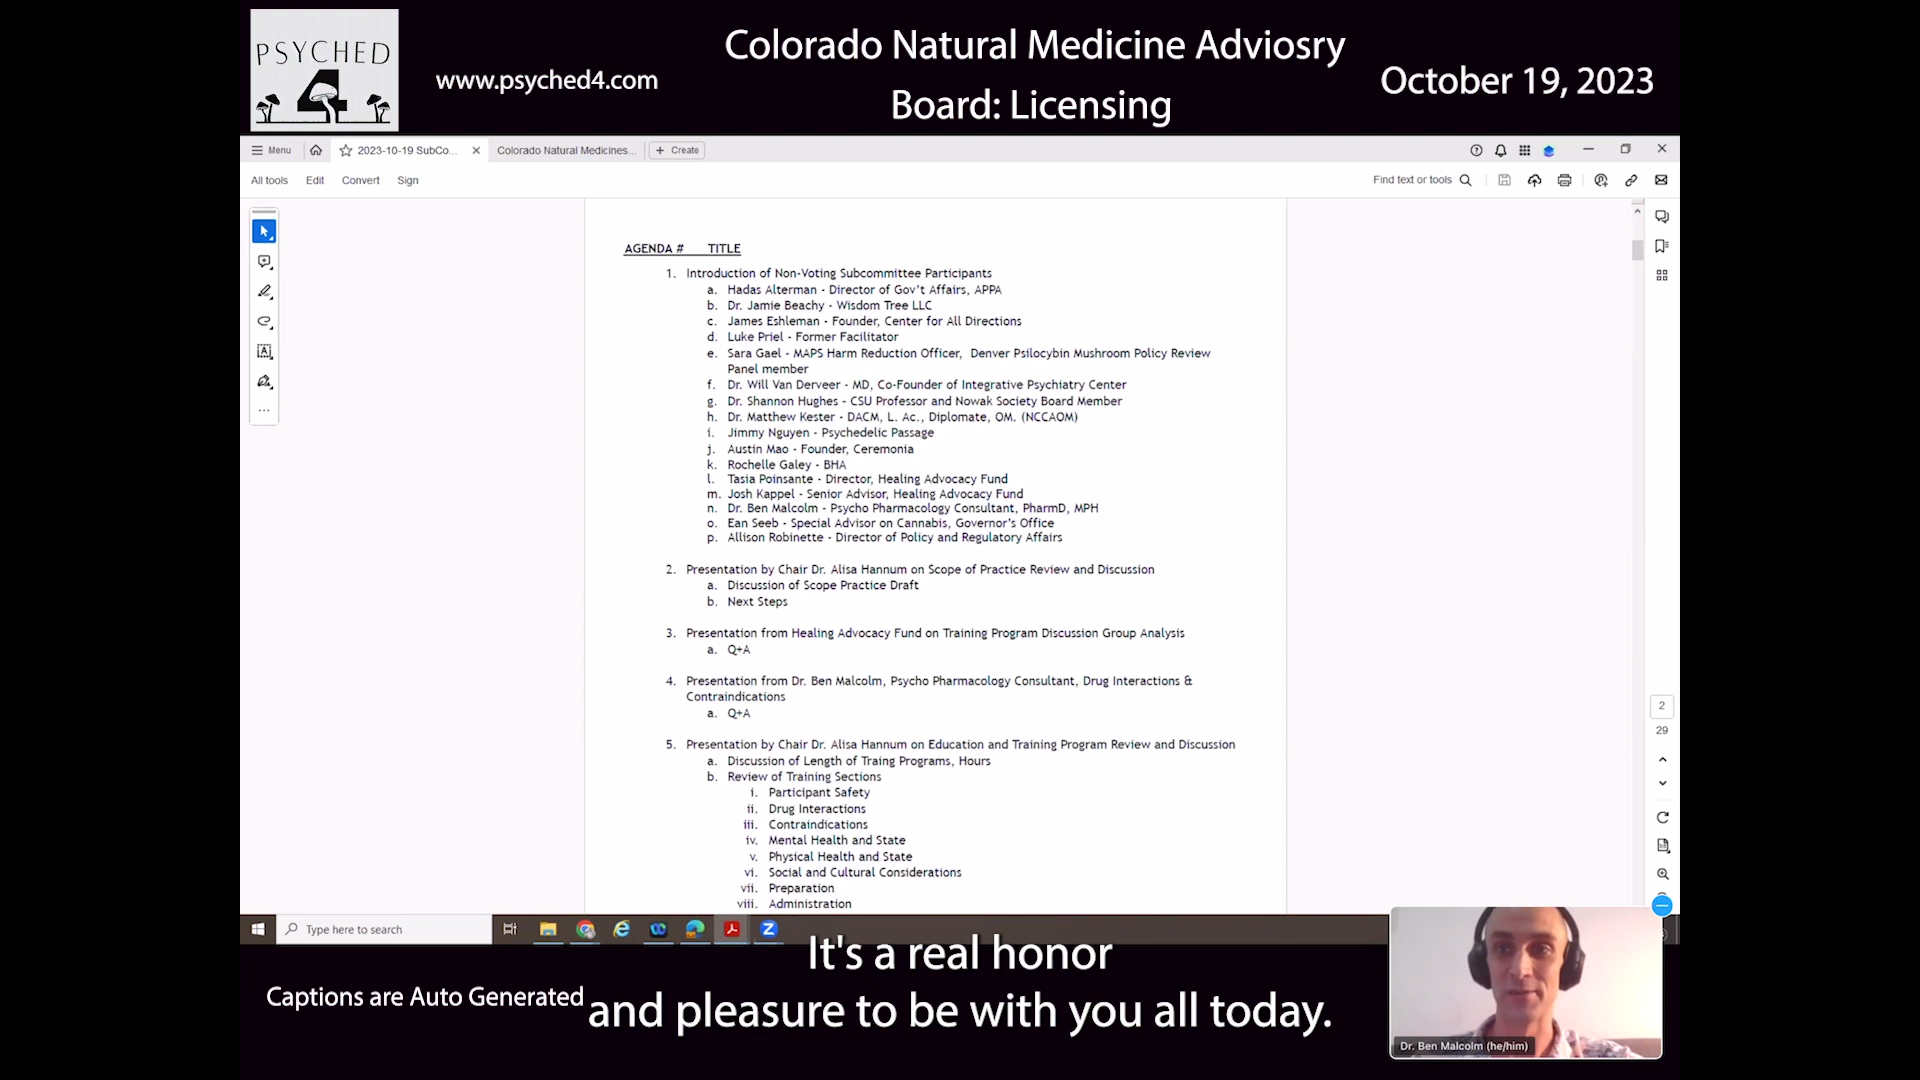 PSYCHED
4
www.psyched4.com
Colorado Natural Medicine Adviosry
Board: Licensing
October 19, 2023
Menu
2023-10-19 SubCo...
Colorado Natural Medicines...
+ Create
All tools
Edit
Convert
Sign
Find text or tools
AGENDA # TITLE
1. Introduction of Non-Voting Subcommittee Participants
a. Hadas Alterman - Director of Gov't Affairs, APPA
b. Dr. Jamie Beachy - Wisdom Tree LLC
c. James Eshleman - Founder, Center for All Directions
d. Luke Priel - Former Facilitator
e. Sara Gael - MAPS Harm Reduction Officer, Denver Psilocybin Mushroom Policy Review
Panel member
f. Dr. Will Van Derveer - MD, Co-Founder of Integrative Psychiatry Center
g. Dr. Shannon Hughes - CSU Professor and Nowak Society Board Member
h. Dr. Matthew Kester - DACM, L. Ac., Diplomate, OM. (NCCAOM)
i. Jimmy Nguyen - Psychedelic Passage
j. Austin Mao - Founder, Ceremonia
k. Rochelle Galey - BHA
l. Tasia Poinsante - Director, Healing Advocacy Fund
m. Josh Kappel - Senior Advisor, Healing Advocacy Fund
n. Dr. Ben Malcolm - Psycho Pharmacology Consultant, PharmD, MPH
o. Ean Seeb - Special Advisor on Cannabis, Governor's Office
p. Allison Robinette - Director of Policy and Regulatory Affairs
2. Presentation by Chair Dr. Alisa Hannum on Scope of Practice Review and Discussion
a. Discussion of Scope Practice Draft
b. Next Steps
3. Presentation from Healing Advocacy Fund on Training Program Discussion Group Analysis
a. Q+A
4. Presentation from Dr. Ben Malcolm, Psycho Pharmacology Consultant, Drug Interactions &
Contraindications
a. Q+A
5. Presentation by Chair Dr. Alisa Hannum on Education and Training Program Review and Discussion
a. Discussion of Length of Traing Programs, Hours
b. Review of Training Sections
i. Participant Safety
ii. Drug Interactions
iii. Contraindications
iv. Mental Health and State
v. Physical Health and State
vi. Social and Cultural Considerations
vii. Preparation
viii. Administration
2
29
Type here to search
It's a real honor
and pleasure to be with you all today.
Captions are Auto Generated
Dr. Ben Malcolm (he/him)